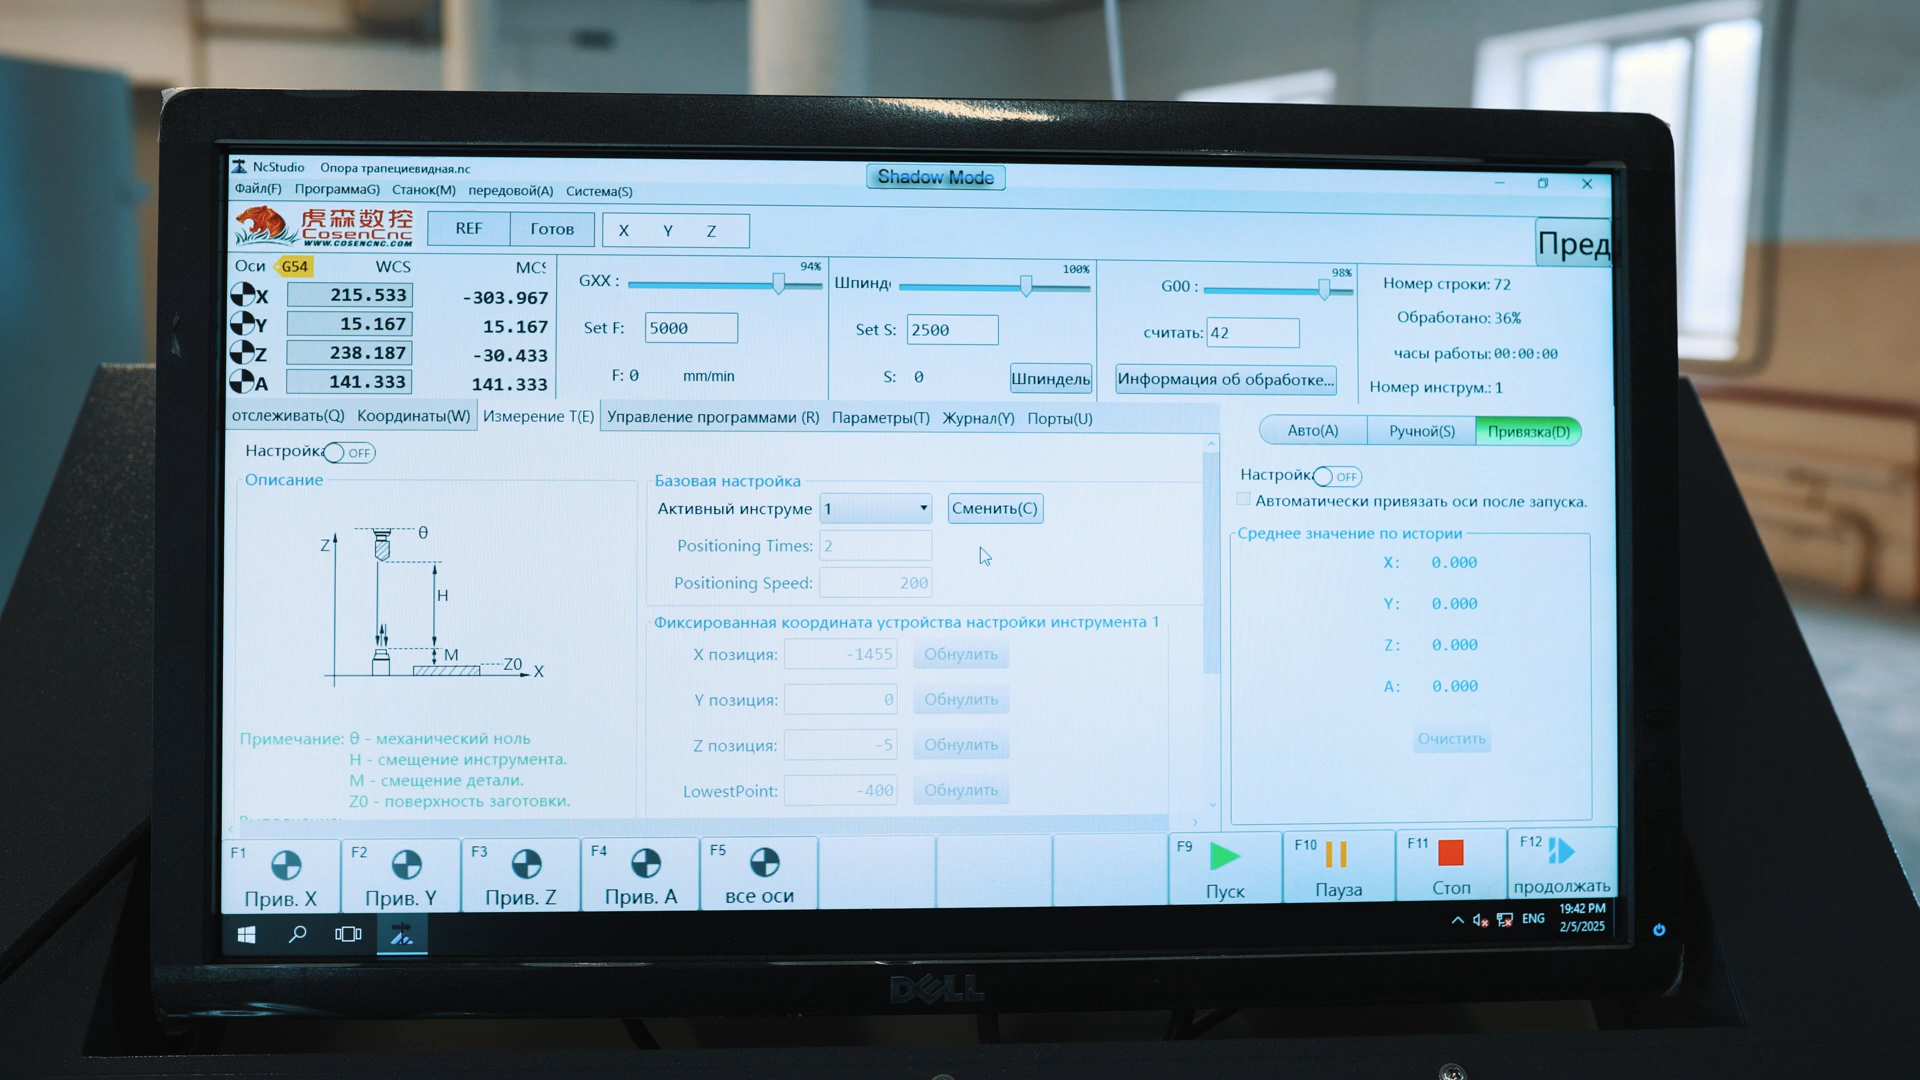 NcStudio Опора трапециевидная.nc
Shadow Mode
Файл(F) ПрограммаG) Станок(M) передовой(A) Система(S)
虎森数控
CosenCnc
WWW.COSENCNC.COM
REF Готов X Y Z
Пред
Оси G54 WCS MCS
X 215.533 -303.967
Y 15.167 15.167
Z 238.187 -30.433
A 141.333 141.333
GXX : 94%
Set F: 5000
F: 0 mm/min
Шпинд 100%
Set S: 2500
S: 0 Шпиндель
G00 : 98%
считать: 42
Информация об обработке...
Номер строки: 72
Обработано: 36%
часы работы: 00:00:00
Номер инструм.: 1
отслеживать(Q) Координаты(W) Измерение T(E) Управление программами (R) Параметры(T) Журнал(Y) Порты(U)
Настройка OFF
Описание
θ
Z
H
M
Z0
X
Примечание: θ - механический ноль
H - смещение инструмента.
M - смещение детали.
Z0 - поверхность заготовки.
Базовая настройка
Активный инструме 1 Сменить(C)
Positioning Times: 2
Positioning Speed: 200
Фиксированная координата устройства настройки инструмента 1
X позиция: -1455 Обнулить
Y позиция: 0 Обнулить
Z позиция: -5 Обнулить
LowestPoint: -400 Обнулить
Авто(A) Ручной(S) Привязка(D)
Настройка OFF
Автоматически привязать оси после запуска.
Среднее значение по истории
X: 0.000
Y: 0.000
Z: 0.000
A: 0.000
Очистить
F1 Прив. X
F2 Прив. Y
F3 Прив. Z
F4 Прив. A
F5 все оси
F9 Пуск
F10 Пауза
F11 Стоп
F12 продолжать
ENG 19:42 PM
2/5/2025
DELL